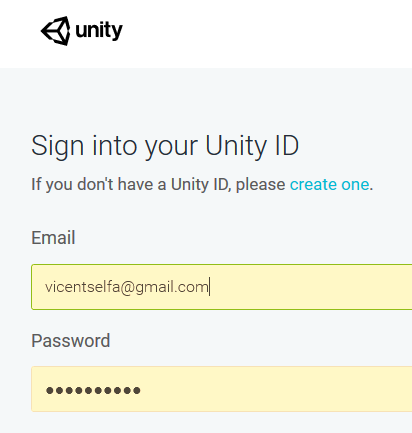 unity
Sign into your Unity ID
If you don't have a Unity ID, please create one.
Email
vicentselfa@gmail.com
Password
●●●●●●●●●●